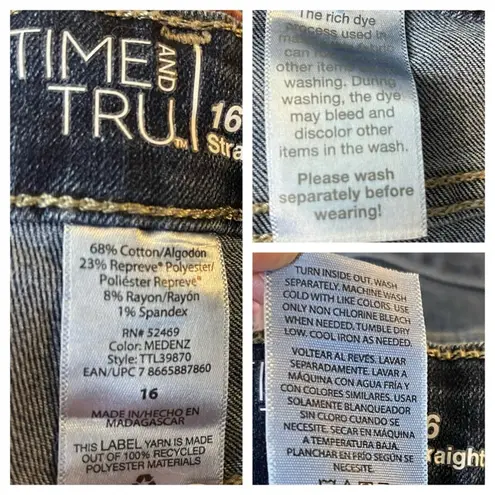 TIME AND
TRU™
16
Stra
68% Cotton/Algodón
23% Repreve® Polyester/
Poliéster Repreve®
8% Rayon/Rayón
1% Spandex
RN# 52469
Color: MEDENZ
Style: TTL39870
EAN/UPC 7 8665887860
16
MADE IN/HECHO EN
MADAGASCAR
THIS LABEL YARN IS MADE
OUT OF 100% RECYCLED
POLYESTER MATERIALS
The rich dye
process used in
can
other items
washing. During
washing, the dye
may bleed and
discolor other
items in the wash.
Please wash
separately before
wearing!
TURN INSIDE OUT. WASH
SEPARATELY. MACHINE WASH
COLD WITH LIKE COLORS. USE
ONLY NON CHLORINE BLEACH
WHEN NEEDED. TUMBLE DRY
LOW. COOL IRON AS NEEDED.
VOLTEAR AL REVÉS. LAVAR
SEPARADAMENTE. LAVAR A
MÁQUINA CON AGUA FRÍA Y
CON COLORES SIMILARES. USAR
SOLAMENTE BLANQUEADOR
SIN CLORO CUANDO SE
NECESITE. SECAR EN MÁQUINA
A TEMPERATURA BAJA.
PLANCHAR EN FRÍO SEGÚN SE
NECESITE.
6
raight